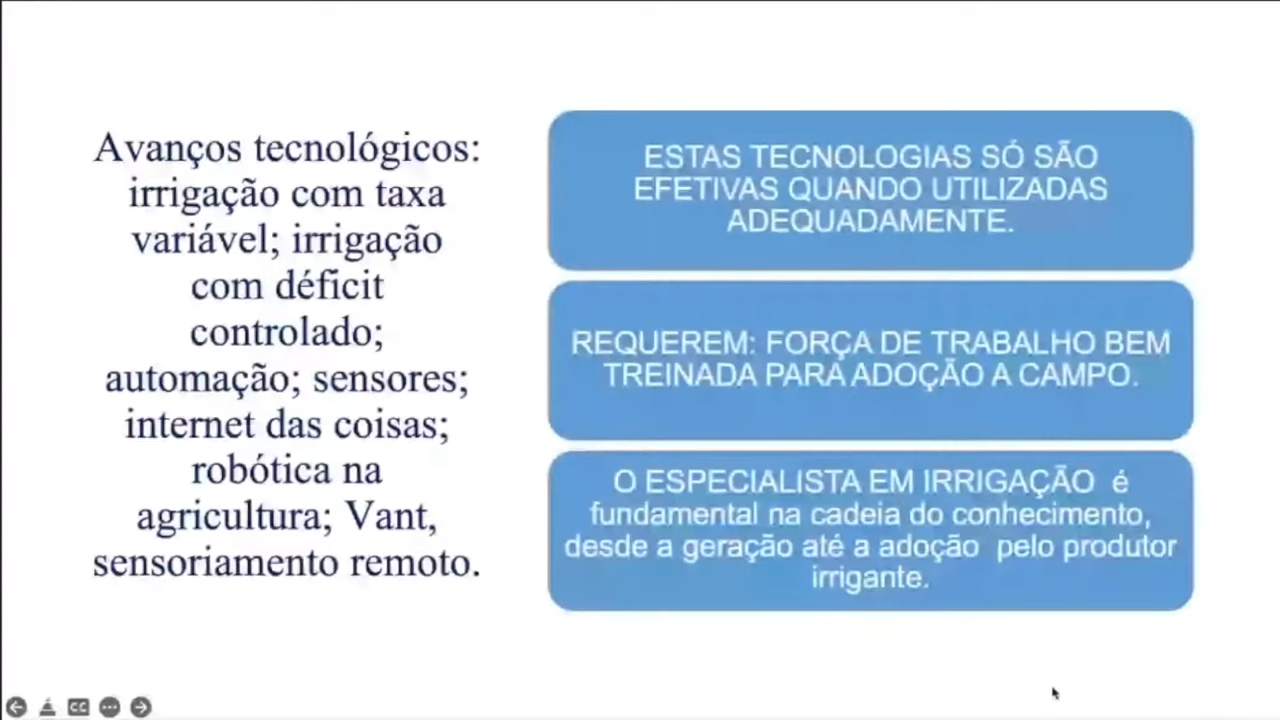 Avanços tecnológicos:
irrigação com taxa
variável; irrigação
com déficit
controlado;
automação; sensores;
internet das coisas;
robótica na
agricultura; Vant,
sensoriamento remoto.
ESTAS TECNOLOGIAS SÓ SÃO
EFETIVAS QUANDO UTILIZADAS
ADEQUADAMENTE.
REQUEREM: FORÇA DE TRABALHO BEM
TREINADA PARA ADOÇÃO A CAMPO.
O ESPECIALISTA EM IRRIGAÇÃO é
fundamental na cadeia do conhecimento,
desde a geração até a adoção pelo produtor
irrigante.
CC